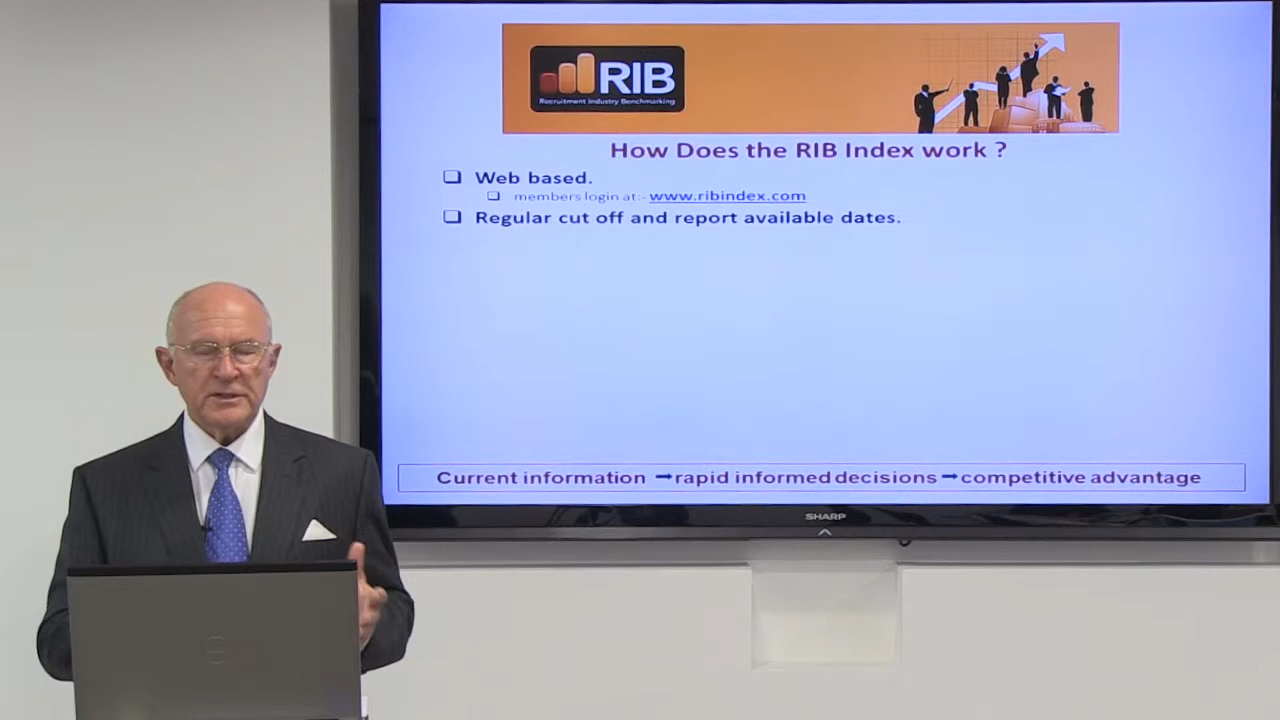 RIB
Recruitment Industry Benchmarking
How Does the RIB Index work ?
Web based.
members login at:- www.ribindex.com
Regular cut off and report available dates.
Current information ➞rapid informed decisions ➞competitive advantage
SHARP